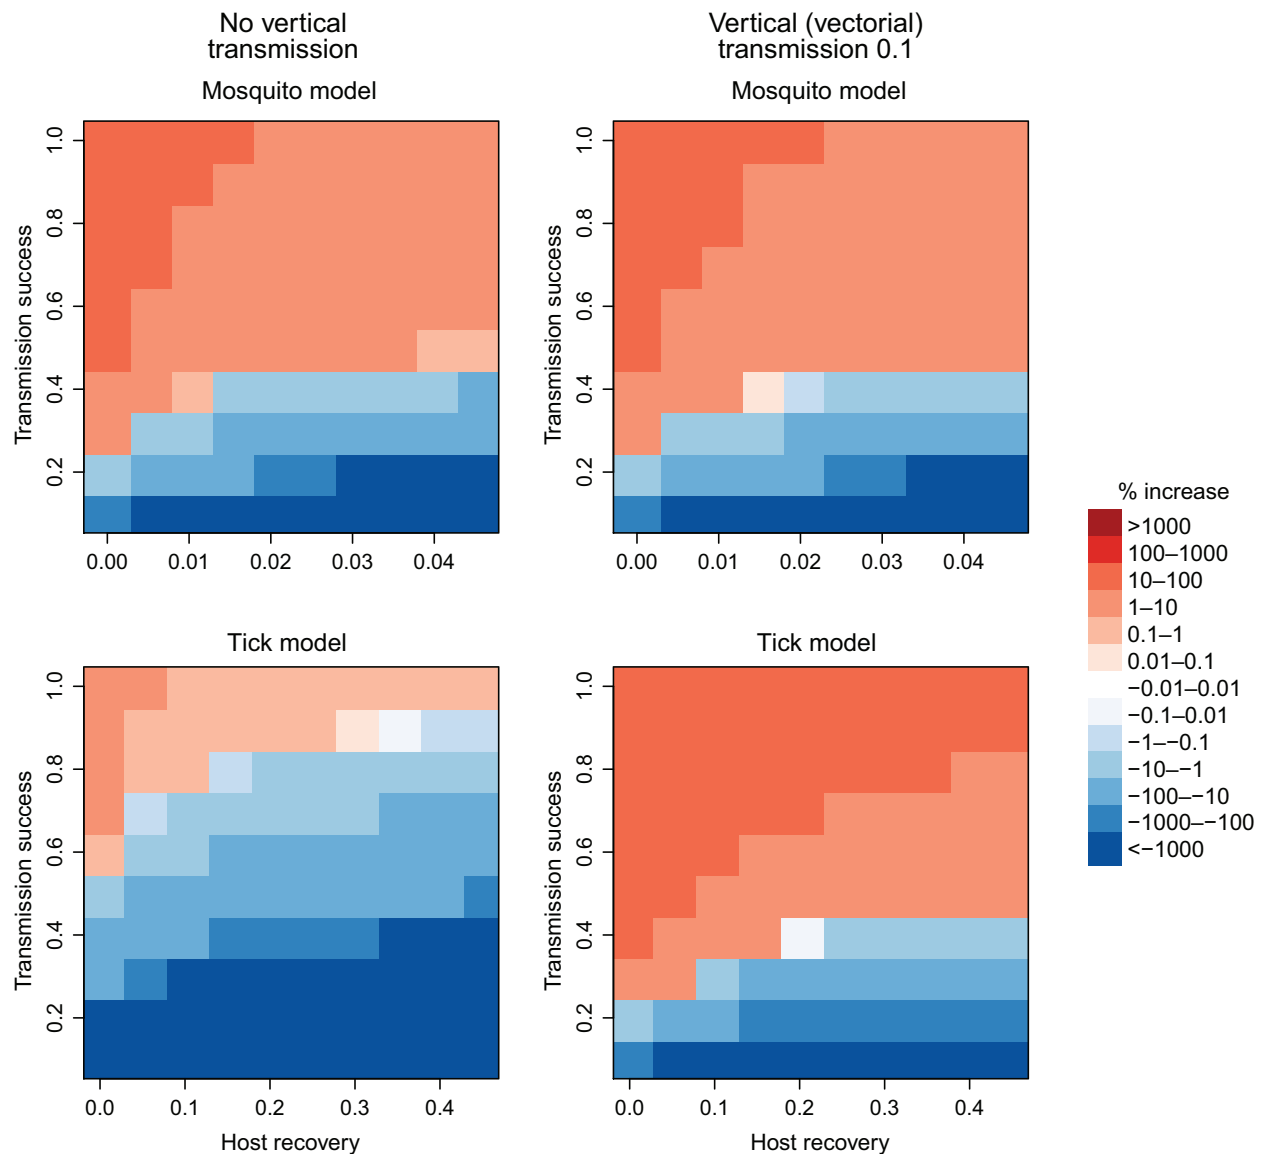 No vertical
transmission
Vertical (vectorial)
transmission 0.1
Mosquito model
Mosquito model
Transmission success
1.0
0.8
0.6
0.4
0.2
0.00 0.01 0.02 0.03 0.04
Transmission success
1.0
0.8
0.6
0.4
0.2
0.00 0.01 0.02 0.03 0.04
% increase
>1000
100–1000
10–100
1–10
0.1–1
0.01–0.1
−0.01–0.01
−0.1–0.01
−1–−0.1
−10–−1
−100–−10
−1000–−100
<−1000
Tick model
Tick model
Transmission success
1.0
0.8
0.6
0.4
0.2
0.0 0.1 0.2 0.3 0.4
Host recovery
Transmission success
1.0
0.8
0.6
0.4
0.2
0.0 0.1 0.2 0.3 0.4
Host recovery